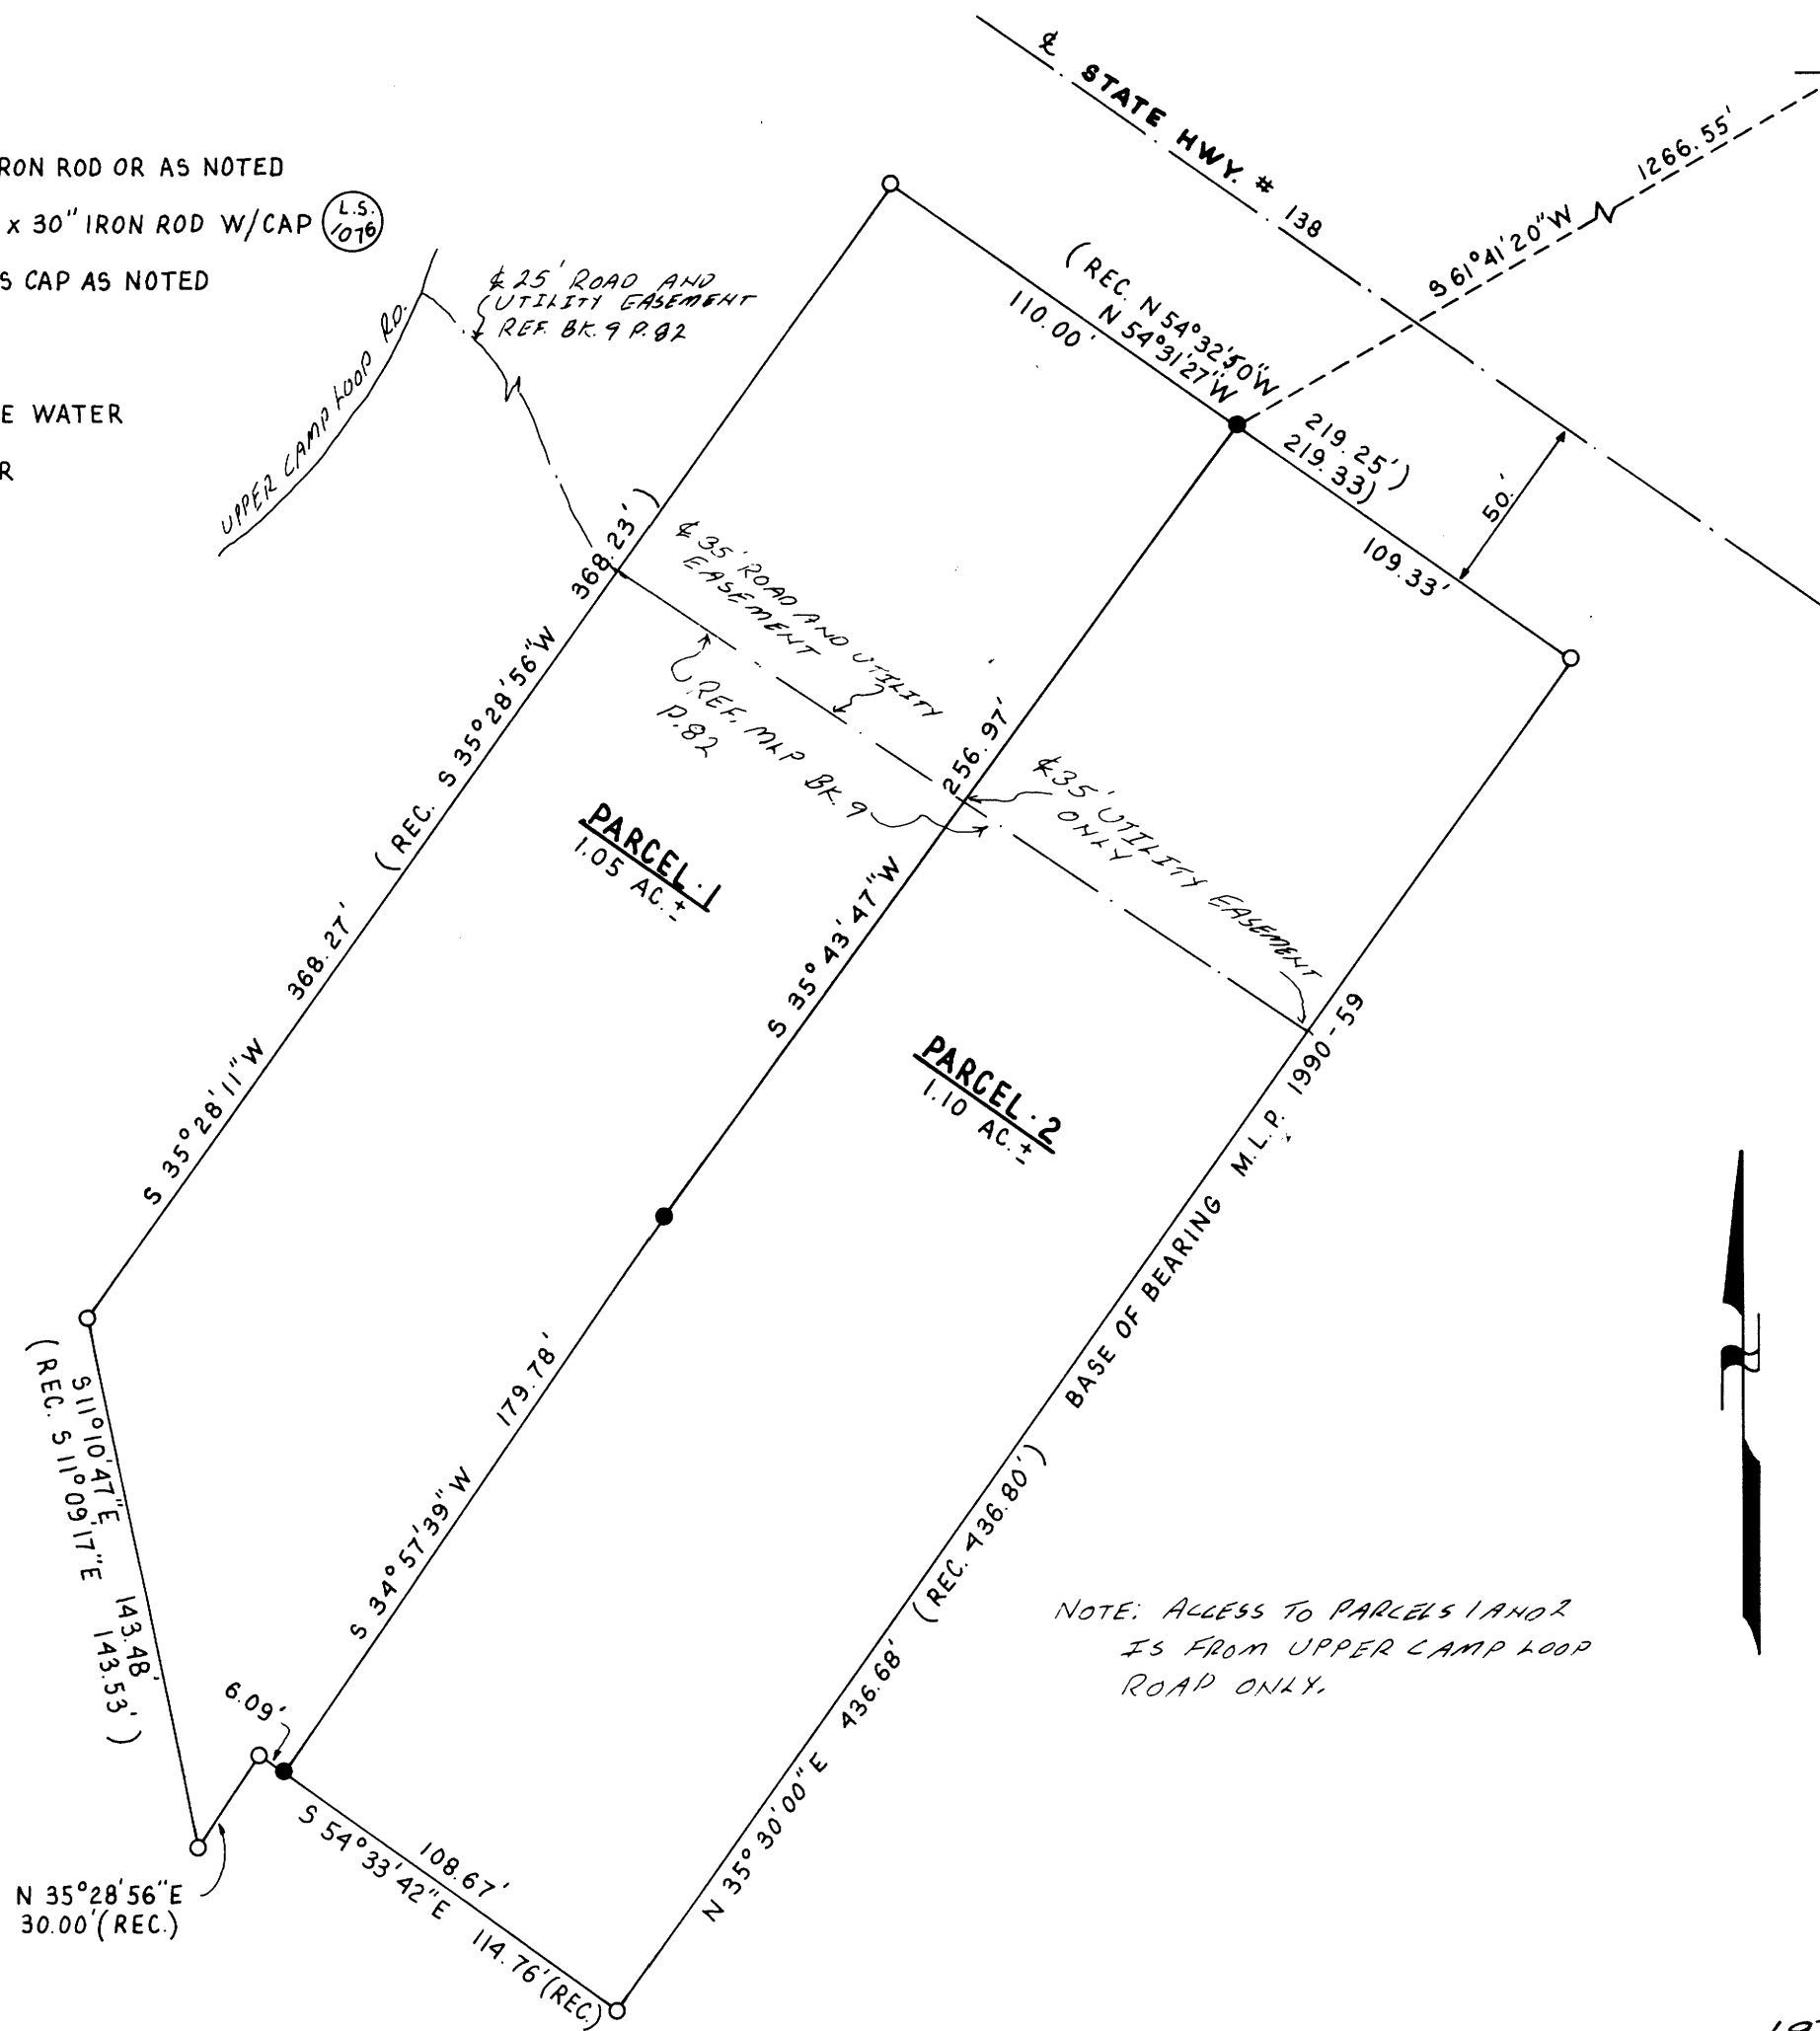 RON ROD OR AS NOTED
x 30" IRON ROD W/CAP
L.S.
1076
S CAP AS NOTED
E WATER
R
℄ STATE HWY. # 138
1266.55'
S 61°41'20"W
℄ 25' ROAD AND
UTILITY EASEMENT
REF. BK. 9 P. 82
UPPER CAMP LOOP RD.
(REC. N 54°32'50"W 219.25')
N 54°31'27"W 219.33)
110.00'
109.33'
50.'
(REC. S 35°28'56"W 368.23')
S 35°28'11"W 368.27'
℄ 35' ROAD AND UTILITY
EASEMENT
REF. MLP BK. 9
P. 82
256.97'
S 35°43'47"W
℄ 35' UTILITY EASEMENT
ONLY
PARCEL . 1
1.05 AC. ±
PARCEL . 2
1.10 AC. ±
BASE OF BEARING M.L.P. 1990-59
N 35°30'00"E 436.68' (REC. 436.80')
179.78'
S 34°57'39"W
S 11°10'47"E 143.48'
(REC. S 11°09'17"E 143.53')
6.09'
N 35°28'56"E
30.00' (REC.)
108.67'
S 54°33'42"E 114.76' (REC.)
NOTE: ACCESS TO PARCELS 1 AND 2
IS FROM UPPER CAMP LOOP
ROAD ONLY.